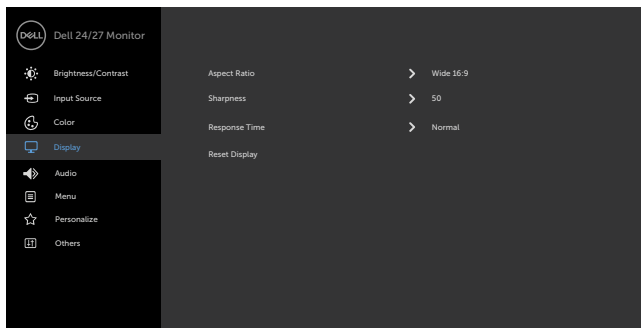 DELL Dell 24/27 Monitor
Brightness/Contrast
Input Source
Color
Display
Audio
Menu
Personalize
Others
Aspect Ratio Wide 16:9
Sharpness 50
Response Time Normal
Reset Display